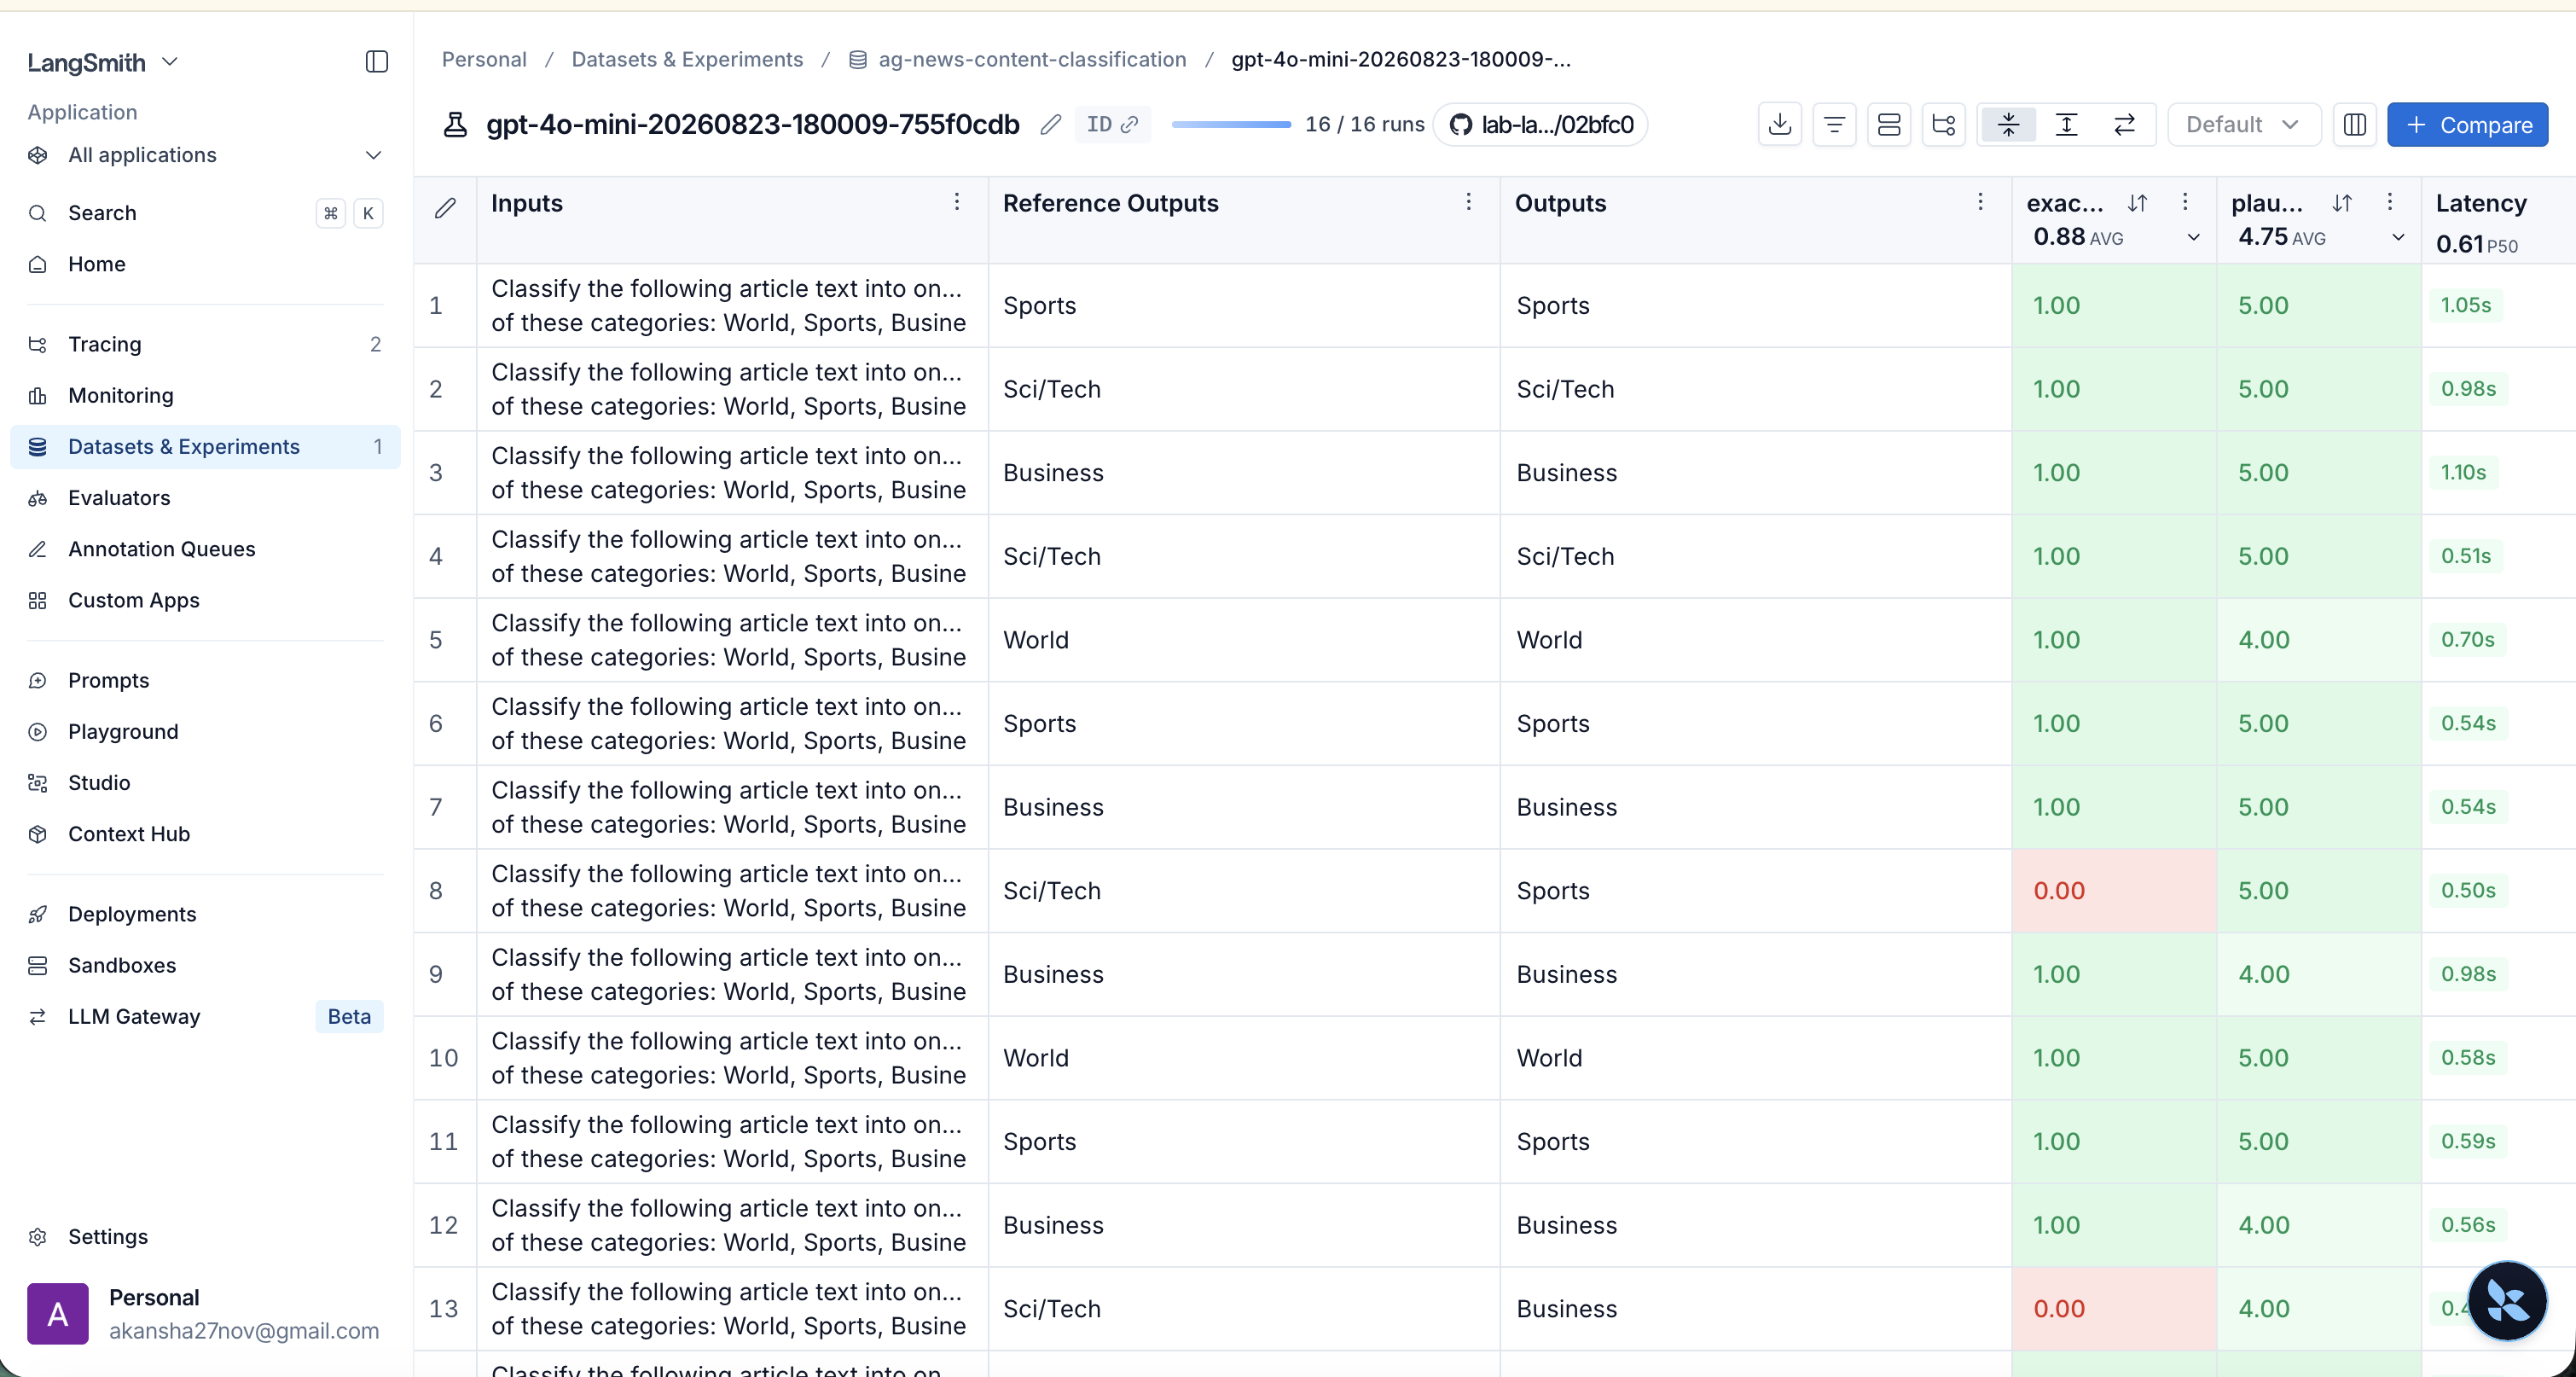 LangSmith
Application
All applications
Search
⌘ K
Home
Tracing 2
Monitoring
Datasets & Experiments 1
Evaluators
Annotation Queues
Custom Apps
Prompts
Playground
Studio
Context Hub
Deployments
Sandboxes
LLM Gateway Beta
Settings
A
Personal
akansha27nov@gmail.com
Personal / Datasets & Experiments / ag-news-content-classification / gpt-4o-mini-20260823-180009-...
gpt-4o-mini-20260823-180009-755f0cdb ID 16 / 16 runs lab-la.../02bfc0 Default + Compare
Inputs Reference Outputs Outputs exac... plau... Latency
0.88 AVG 4.75 AVG 0.61 P50
1 Classify the following article text into on...
of these categories: World, Sports, Busine Sports Sports 1.00 5.00 1.05s
2 Classify the following article text into on...
of these categories: World, Sports, Busine Sci/Tech Sci/Tech 1.00 5.00 0.98s
3 Classify the following article text into on...
of these categories: World, Sports, Busine Business Business 1.00 5.00 1.10s
4 Classify the following article text into on...
of these categories: World, Sports, Busine Sci/Tech Sci/Tech 1.00 5.00 0.51s
5 Classify the following article text into on...
of these categories: World, Sports, Busine World World 1.00 4.00 0.70s
6 Classify the following article text into on...
of these categories: World, Sports, Busine Sports Sports 1.00 5.00 0.54s
7 Classify the following article text into on...
of these categories: World, Sports, Busine Business Business 1.00 5.00 0.54s
8 Classify the following article text into on...
of these categories: World, Sports, Busine Sci/Tech Sports 0.00 5.00 0.50s
9 Classify the following article text into on...
of these categories: World, Sports, Busine Business Business 1.00 4.00 0.98s
10 Classify the following article text into on...
of these categories: World, Sports, Busine World World 1.00 5.00 0.58s
11 Classify the following article text into on...
of these categories: World, Sports, Busine Sports Sports 1.00 5.00 0.59s
12 Classify the following article text into on...
of these categories: World, Sports, Busine Business Business 1.00 4.00 0.56s
13 Classify the following article text into on...
of these categories: World, Sports, Busine Sci/Tech Business 0.00 4.00
Classify the following article text into on...